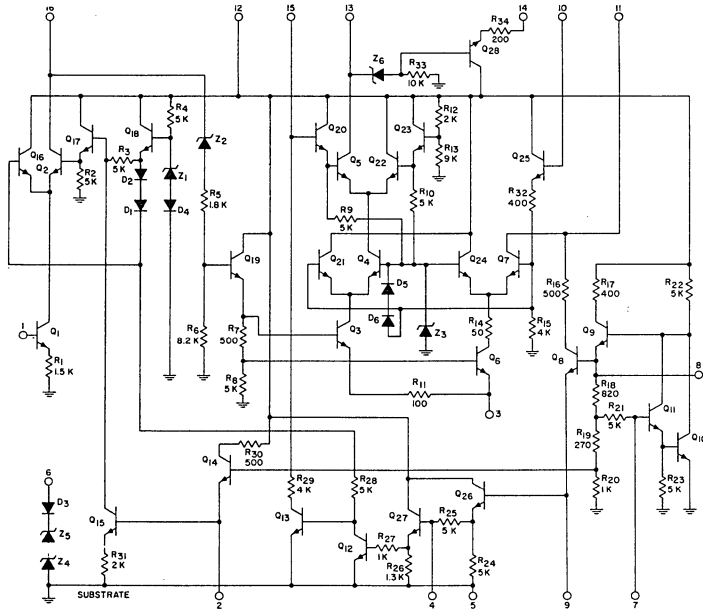 16
12
15
13
14
10
11
R34
200
Z6
R33
10 K
Q28
Q17
Q18
R4
5 K
Q16
Q2
R3
5 K
R2
5 K
D2
Z1
D1
D4
Z2
R5
1.8 K
Q20
Q5
Q22
Q23
R12
2 K
R13
9 K
R10
5 K
R9
5 K
Q25
R32
400
Q19
Q21
Q4
Q24
Q7
D5
D6
Z3
R16
500
R17
400
R22
5 K
1
Q1
R1
1.5 K
R6
8.2 K
R7
500
R8
5 K
Q3
R14
50
R15
4 K
Q6
Q8
Q9
R11
100
3
8
R18
820
R21
5 K
R19
270
R20
1 K
Q11
Q10
R23
5 K
Q14
R30
500
6
D3
Z5
Z4
Q15
R31
2 K
R29
4 K
R28
5 K
Q13
Q12
Q27
R27
1 K
R26
1.3 K
R25
5 K
Q26
R24
5 K
SUBSTRATE
2
4
5
9
7